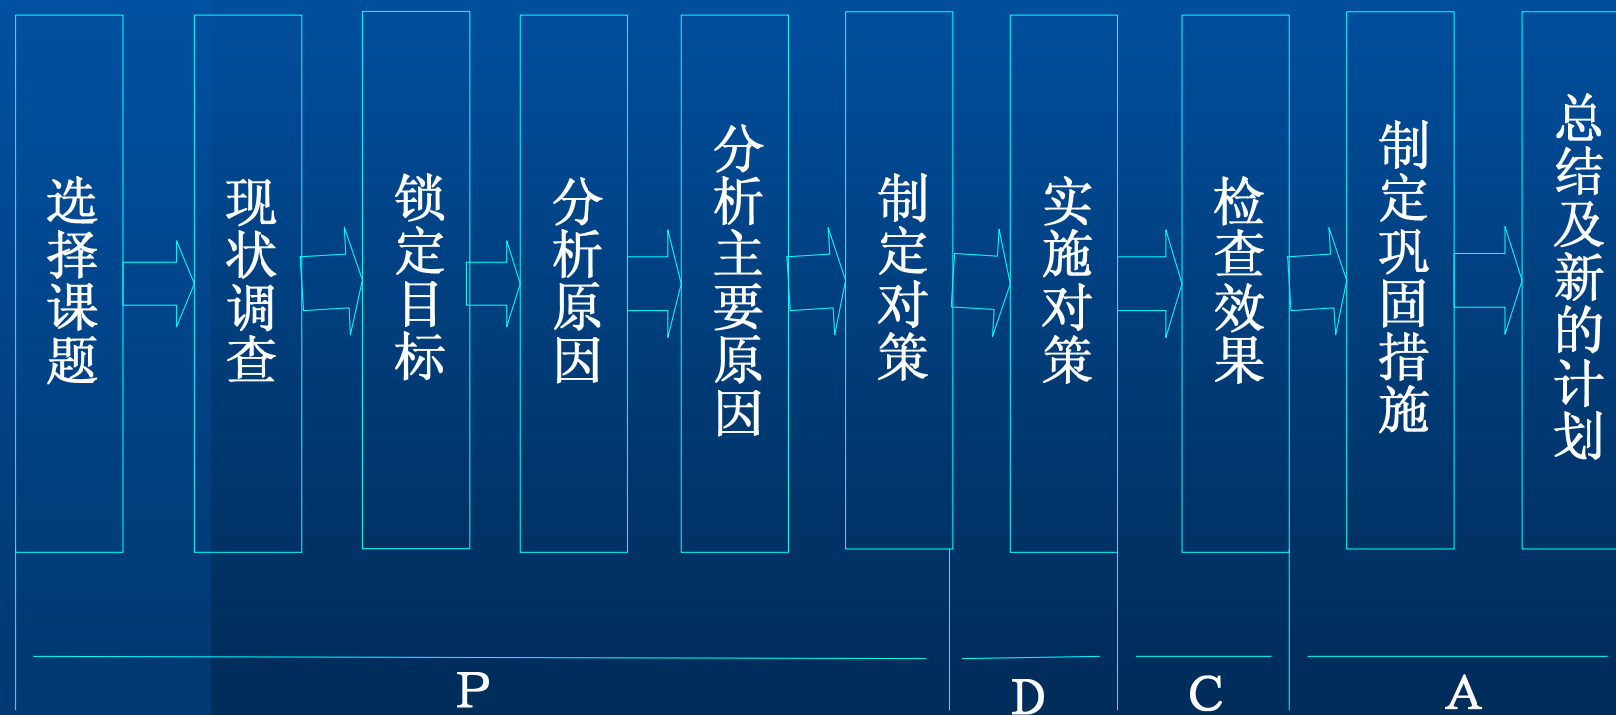 选择课题
现状调查
锁定目标
分析原因
分析主要原因
制定对策
实施对策
检查效果
制定巩固措施
总结及新的计划
P
D
C
A